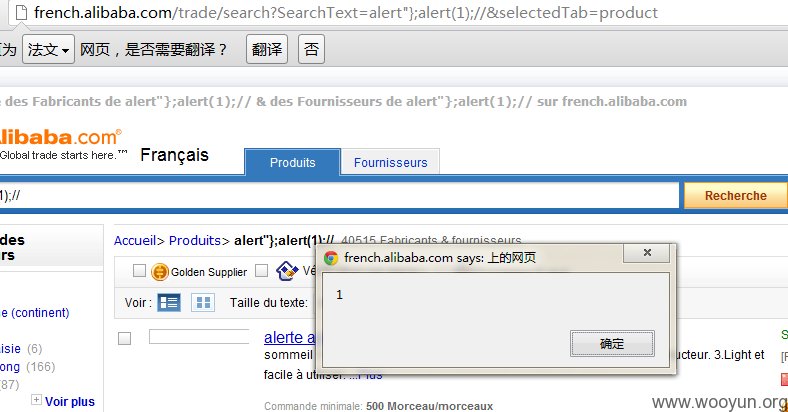 french.alibaba.com/trade/search?SearchText=alert"};alert(1);//&selectedTab=product
为 法文 网页，是否需要翻译？ 翻译 否
e des Fabricants de alert"};alert(1);// & des Fournisseurs de alert"};alert(1);// sur french.alibaba.com
Alibaba.com®
Global trade starts here.™ Français
Produits Fournisseurs
1);// Recherche
des
urs
Accueil> Produits> alert"};alert(1);// 40515 Fabricants & fournisseurs
Golden Supplier Vé
Voir : Taille du texte:
e (continent)
aisie (6)
ong (166)
(87)
Voir plus
french.alibaba.com says: 上的网页
1
确定
alerte a
sommeil
ucteur. 3.Light et
facile à utiliser. ...Plus
Commande minimale: 500 Morceau/morceaux
www.wooyun.org